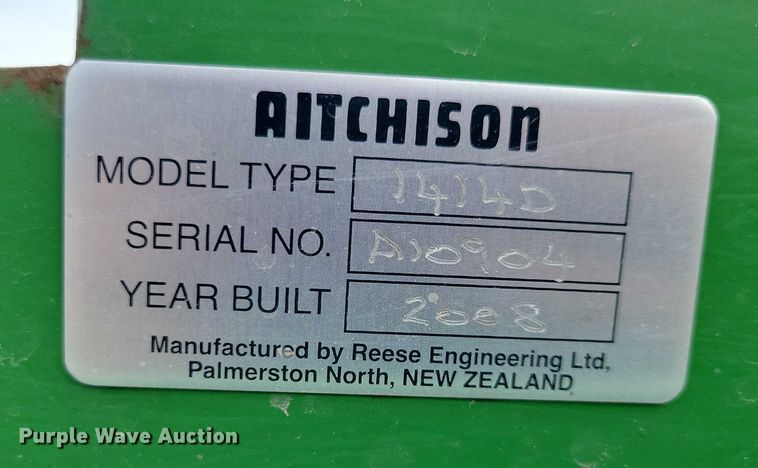 AITCHISON
MODEL TYPE 1414D
SERIAL NO. A110904
YEAR BUILT 2008
Manufactured by Reese Engineering Ltd,
Palmerston North, NEW ZEALAND
Purple Wave Auction